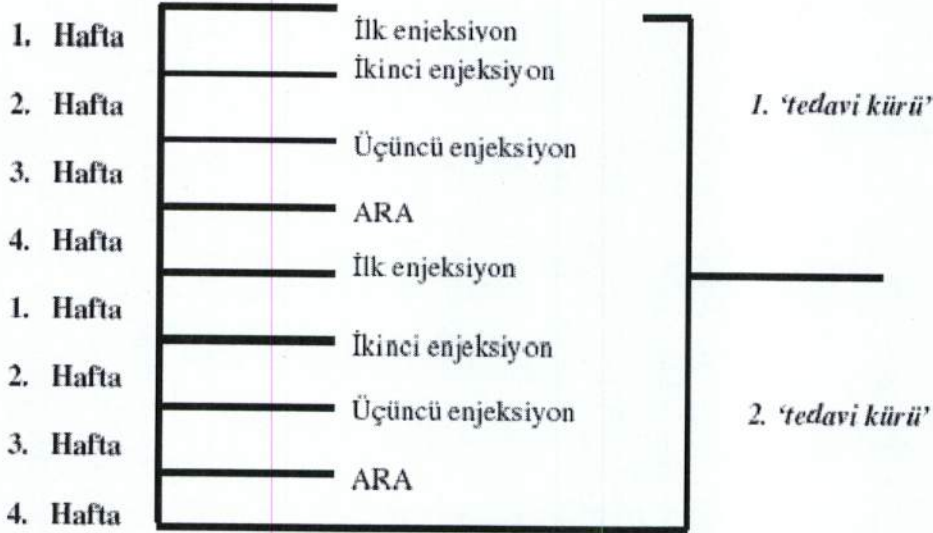 1. Hafta İlk enjeksiyon
İkinci enjeksiyon
2. Hafta 1. ‘tedavi kürü’
Üçüncü enjeksiyon
3. Hafta
ARA
4. Hafta
İlk enjeksiyon
1. Hafta
İkinci enjeksiyon
2. Hafta
Üçüncü enjeksiyon 2. ‘tedavi kürü’
3. Hafta
ARA
4. Hafta